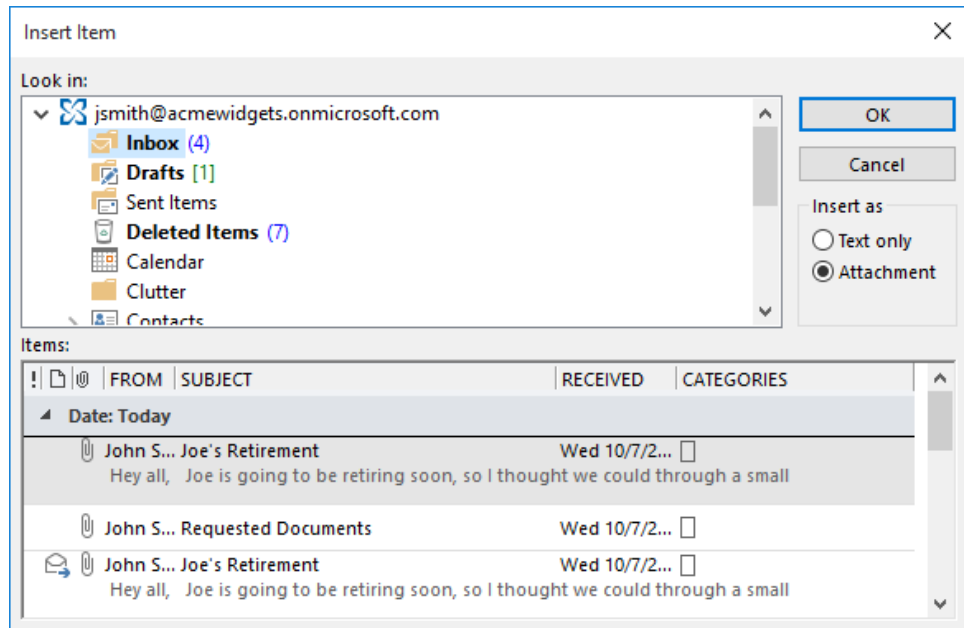 Insert Item
Look in:
jsmith@acmewidgets.onmicrosoft.com
Inbox (4)
Drafts [1]
Sent Items
Deleted Items (7)
Calendar
Clutter
Contacts
OK
Cancel
Insert as
Text only
Attachment
Items:
! FROM SUBJECT RECEIVED CATEGORIES
Date: Today
John S... Joe's Retirement Wed 10/7/2...
Hey all, Joe is going to be retiring soon, so I thought we could through a small
John S... Requested Documents Wed 10/7/2...
John S... Joe's Retirement Wed 10/7/2...
Hey all, Joe is going to be retiring soon, so I thought we could through a small